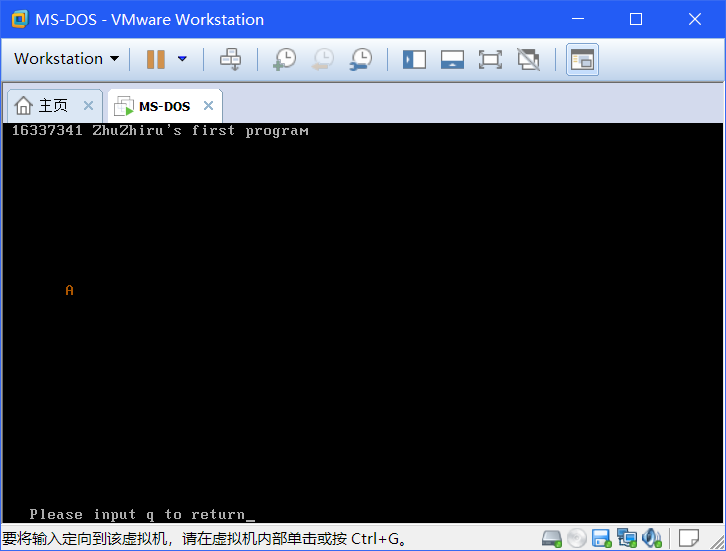 MS-DOS - VMware Workstation
Workstation
主页
MS-DOS
16337341 ZhuZhiru's first program
A
Please input q to return_
要将输入定向到该虚拟机，请在虚拟机内部单击或按 Ctrl+G。